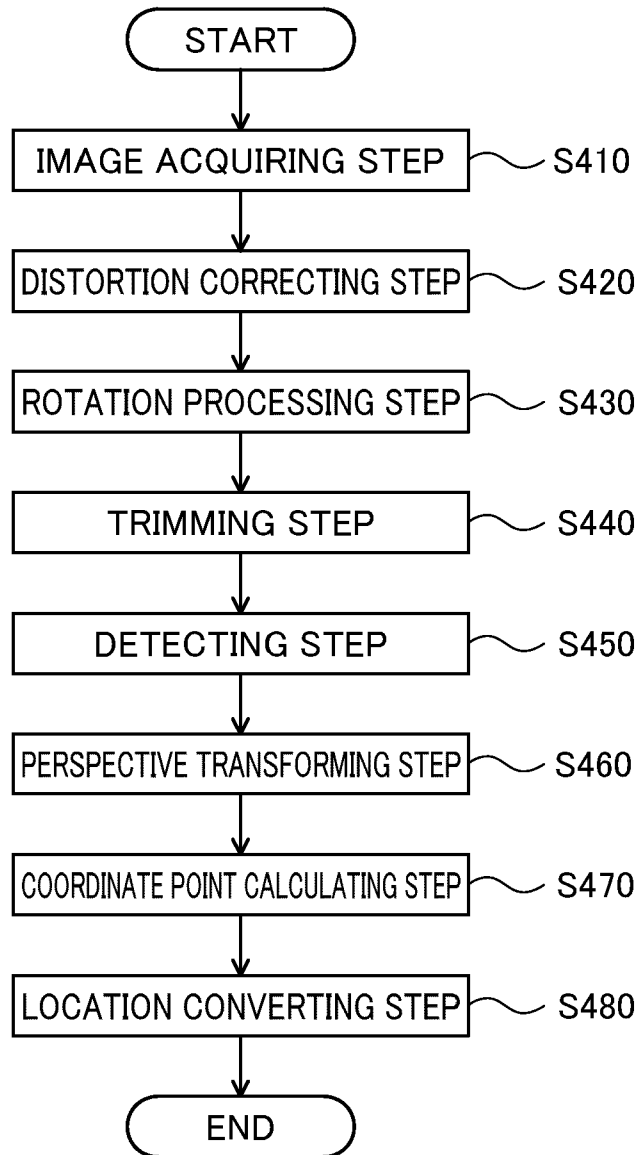 START
IMAGE ACQUIRING STEP S410
DISTORTION CORRECTING STEP S420
ROTATION PROCESSING STEP S430
TRIMMING STEP S440
DETECTING STEP S450
PERSPECTIVE TRANSFORMING STEP S460
COORDINATE POINT CALCULATING STEP S470
LOCATION CONVERTING STEP S480
END